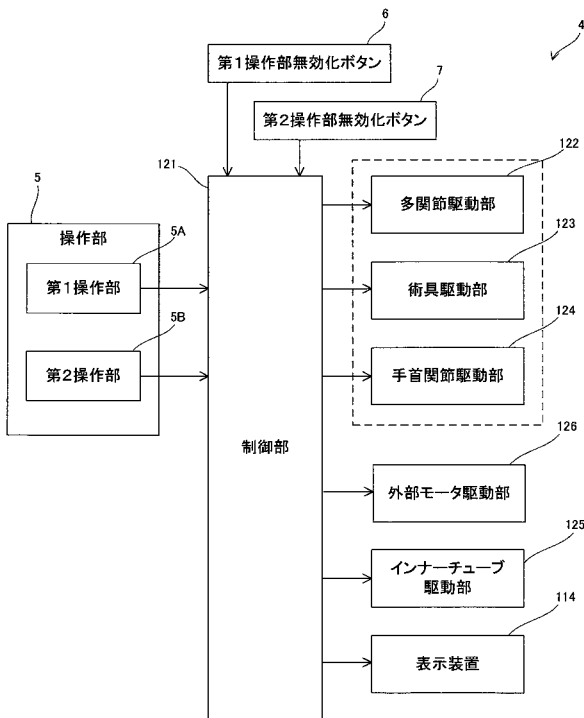 6
4
第1操作部無効化ボタン
7
第2操作部無効化ボタン
121
122
多関節駆動部
5
操作部
5A
第1操作部
123
術具駆動部
5B
第2操作部
124
手首関節駆動部
制御部
126
外部モータ駆動部
125
インナーチューブ
駆動部
114
表示装置